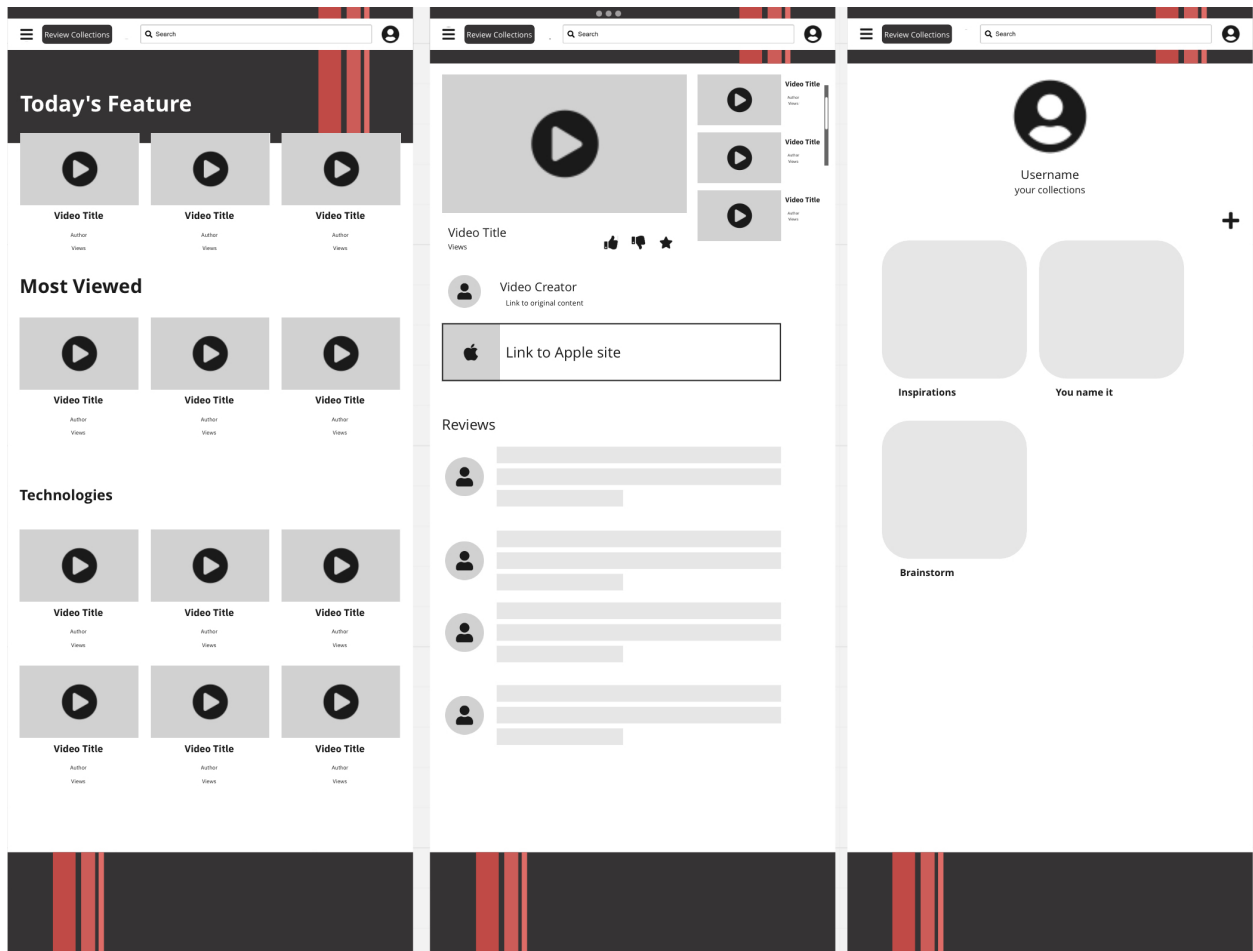 Review Collections
Search
Today's Feature
Video Title Video Title Video Title
Author Author Author
Views Views Views
Most Viewed
Video Title Video Title Video Title
Author Author Author
Views Views Views
Technologies
Video Title Video Title Video Title
Author Author Author
Views Views Views
Video Title Video Title Video Title
Author Author Author
Views Views Views
Review Collections
Search
Video Title
Author
Views
Video Title
Author
Views
Video Title
Author
Views
Video Title
Views
Video Creator
Link to original content
Link to Apple site
Reviews
Review Collections
Search
Username
your collections
Inspirations You name it
Brainstorm